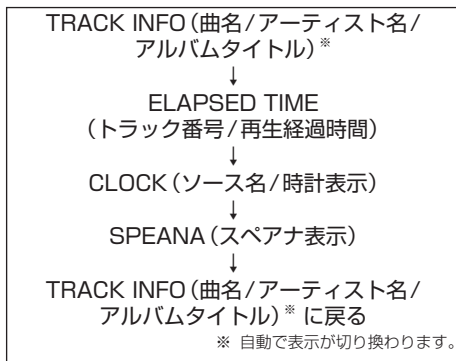 TRACK INFO(曲名/アーティスト名/
アルバムタイトル)※
↓
ELAPSED TIME
(トラック番号/再生経過時間)
↓
CLOCK(ソース名/時計表示)
↓
SPEANA(スペアナ表示)
↓
TRACK INFO(曲名/アーティスト名/
アルバムタイトル)※ に戻る
※ 自動で表示が切り換わります。